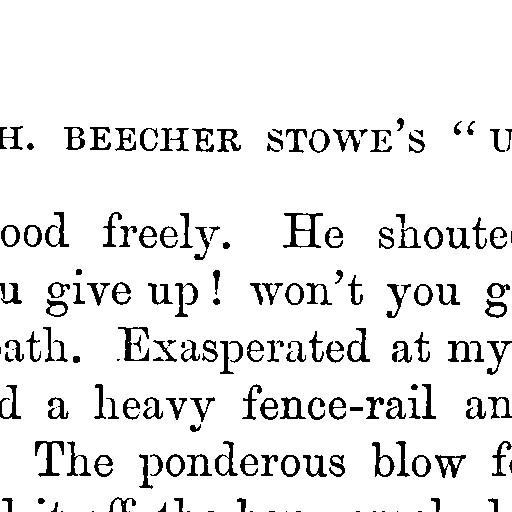 H. BEECHER STOWE'S "U
ood freely. He shoute
u give up! won't you g
ath. Exasperated at my
d a heavy fence-rail an
The ponderous blow f